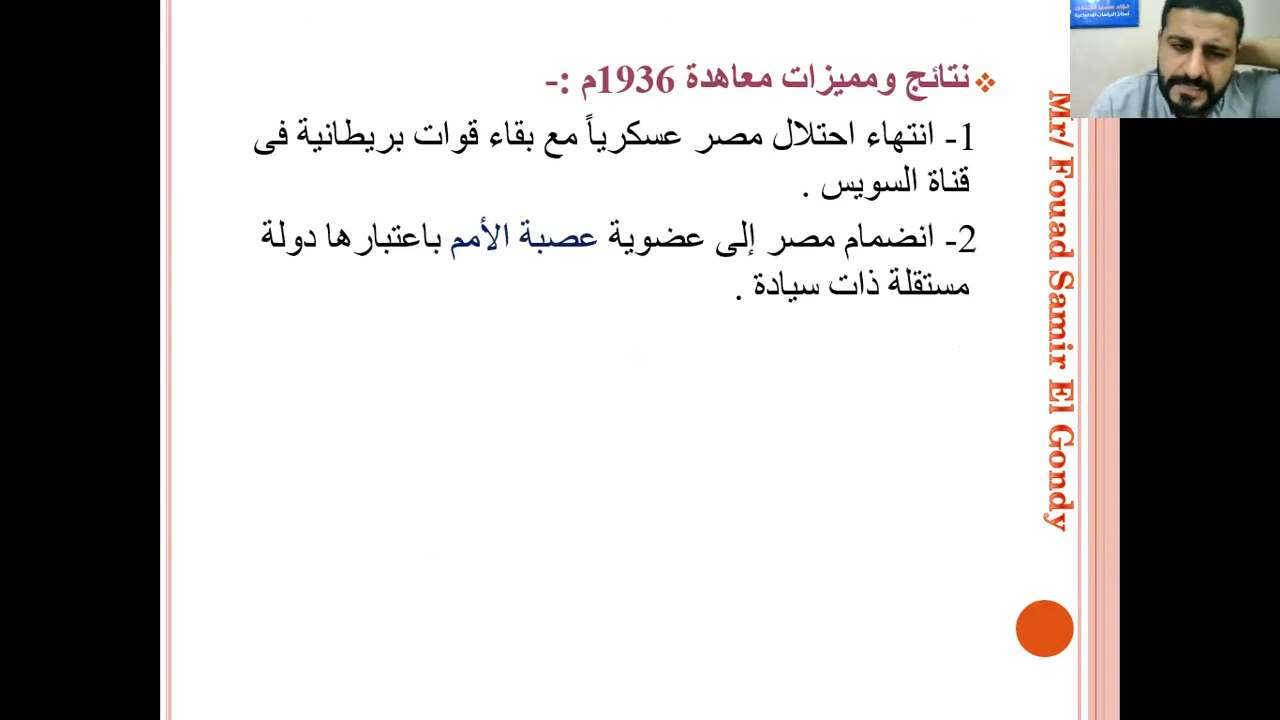 نتائج ومميزات معاهدة 1936م :-
1- انتهاء احتلال مصر عسكرياً مع بقاء قوات بريطانية فى
قناة السويس .
2- انضمام مصر إلى عضوية عصبة الأمم باعتبارها دولة
مستقلة ذات سيادة .
Mr/ Fouad Samir El Gondy